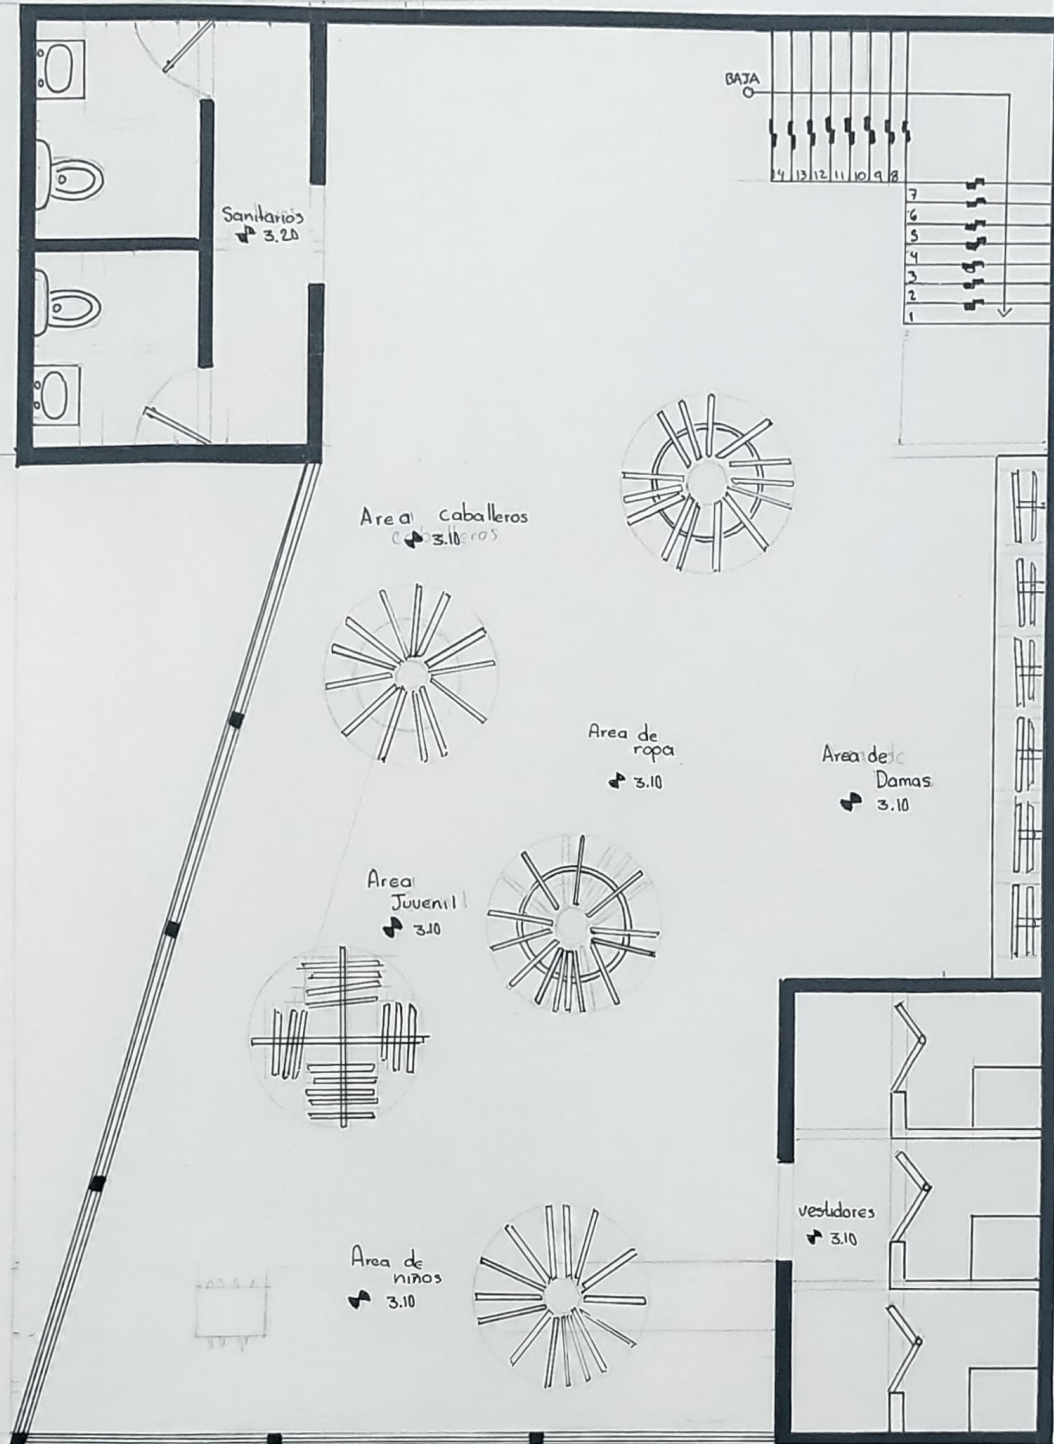 BAJA
14 13 12 11 10 9 8
7
6
5
4
3
2
1
Sanitarios
3.20
Area caballeros
caballeros
3.10
Area de
ropa
3.10
Area de
Damas
3.10
Area
Juvenil
3.10
vestidores
3.10
Area de
niños
3.10